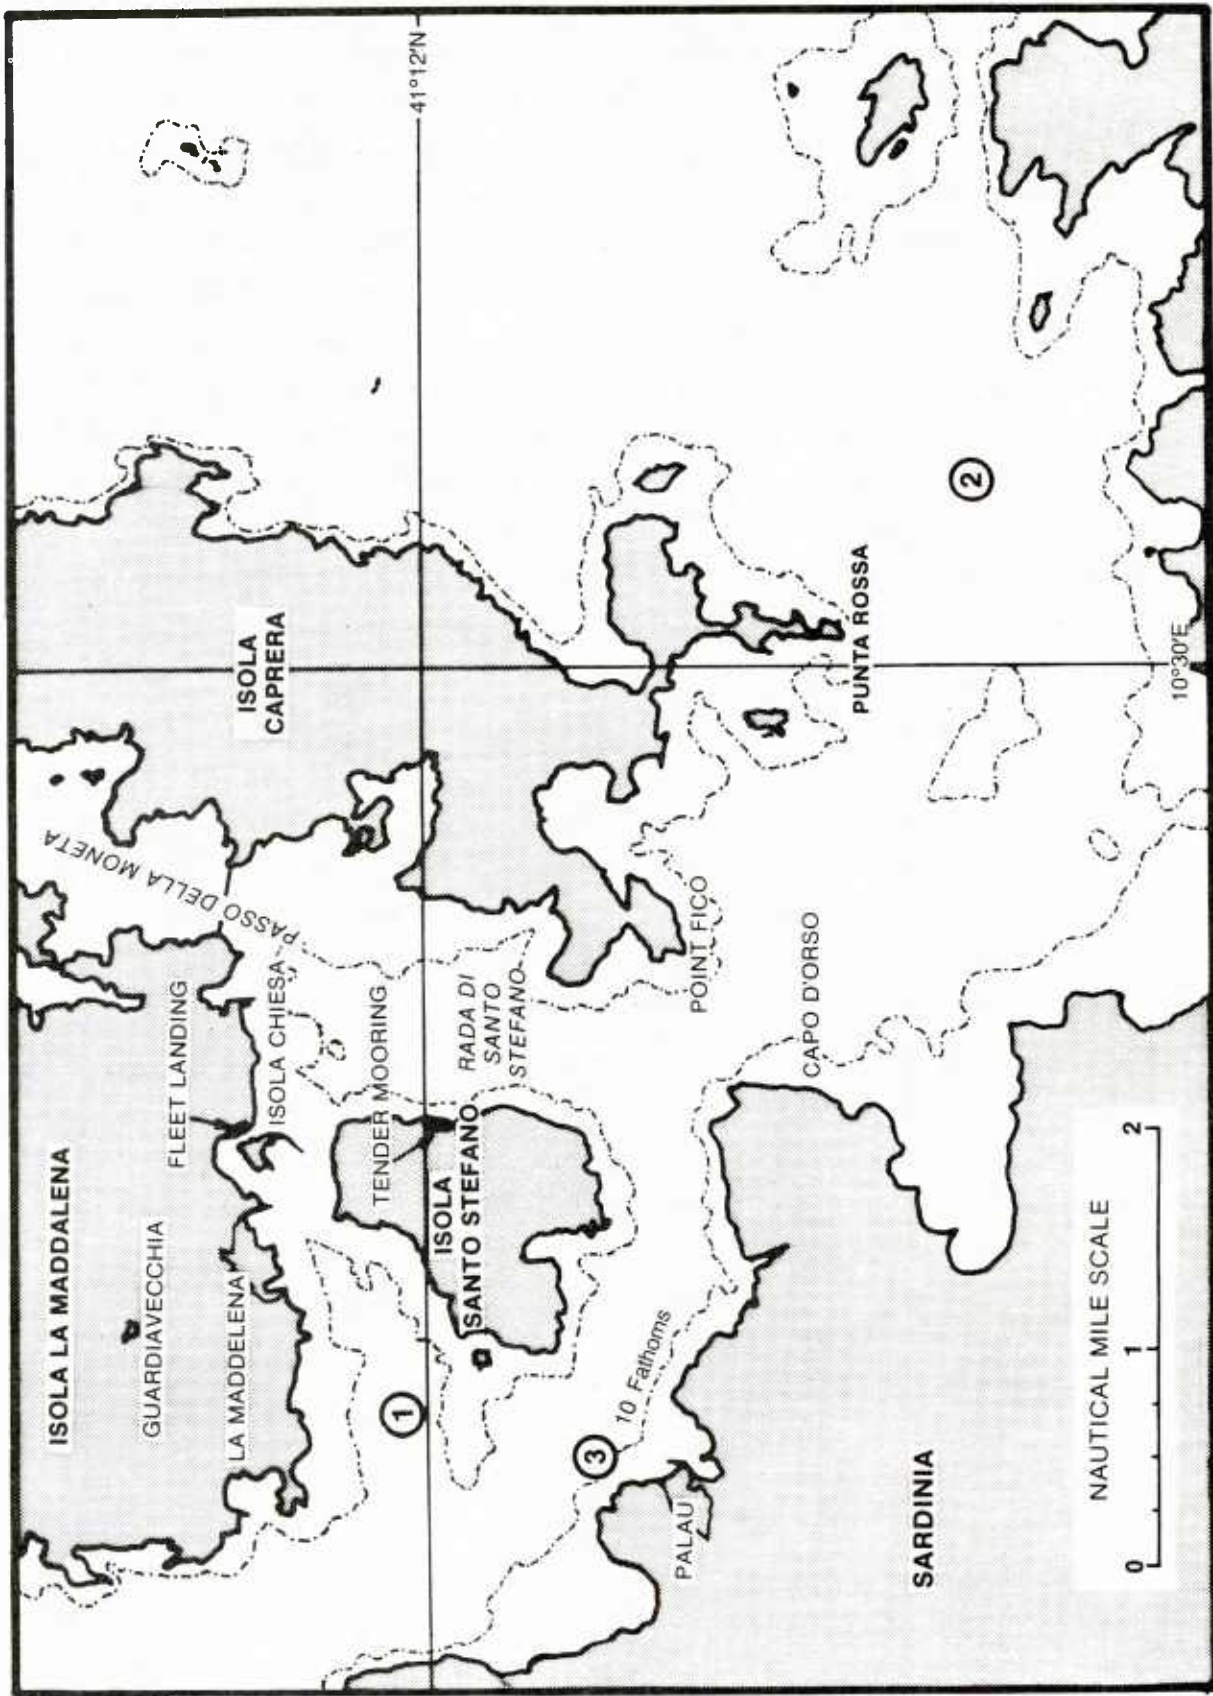 ISOLA LA MADDALENA
GUARDIAVECCHIA
LA MADDELENA
FLEET LANDING
ISOLA CHIESA
PASSO DELLA MONETA
ISOLA
CAPRERA
41°12'N
TENDER MOORING
1
ISOLA
SANTO STEFANO
RADA DI
SANTO
STEFANO
3
10 Fathoms
POINT FICO
PUNTA ROSSA
2
PALAU
CAPO D'ORSO
SARDINIA
10°30'E
NAUTICAL MILE SCALE
0 1 2